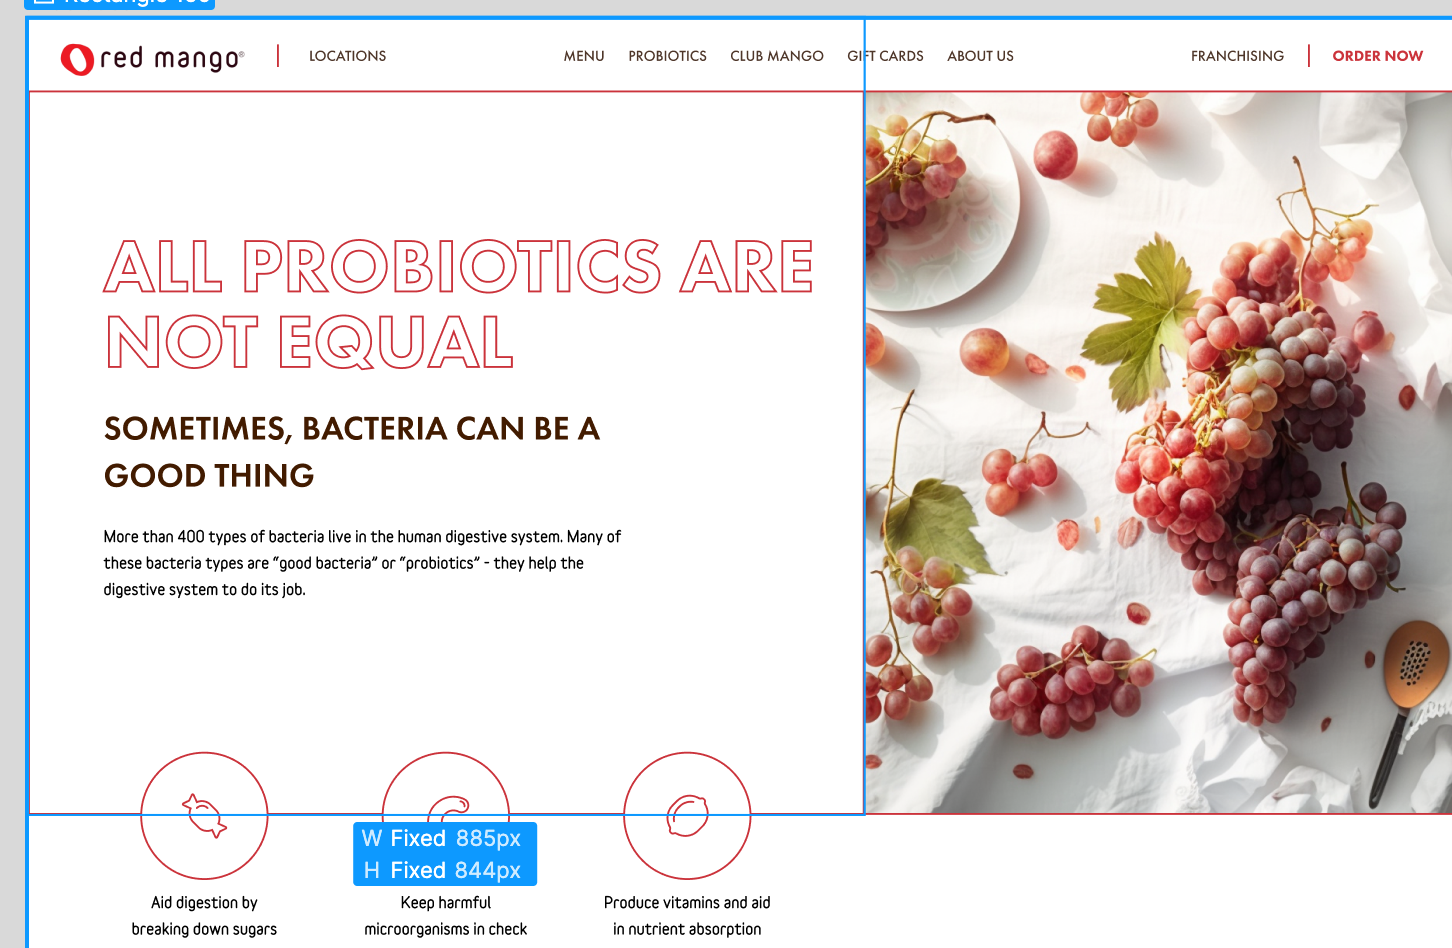 red mango®
LOCATIONS
MENU PROBIOTICS CLUB MANGO GIFT CARDS ABOUT US
FRANCHISING
ORDER NOW
ALL PROBIOTICS ARE
NOT EQUAL
SOMETIMES, BACTERIA CAN BE A
GOOD THING
More than 400 types of bacteria live in the human digestive system. Many of
these bacteria types are “good bacteria” or “probiotics” - they help the
digestive system to do its job.
W Fixed 885px
H Fixed 844px
Aid digestion by
breaking down sugars
Keep harmful
microorganisms in check
Produce vitamins and aid
in nutrient absorption